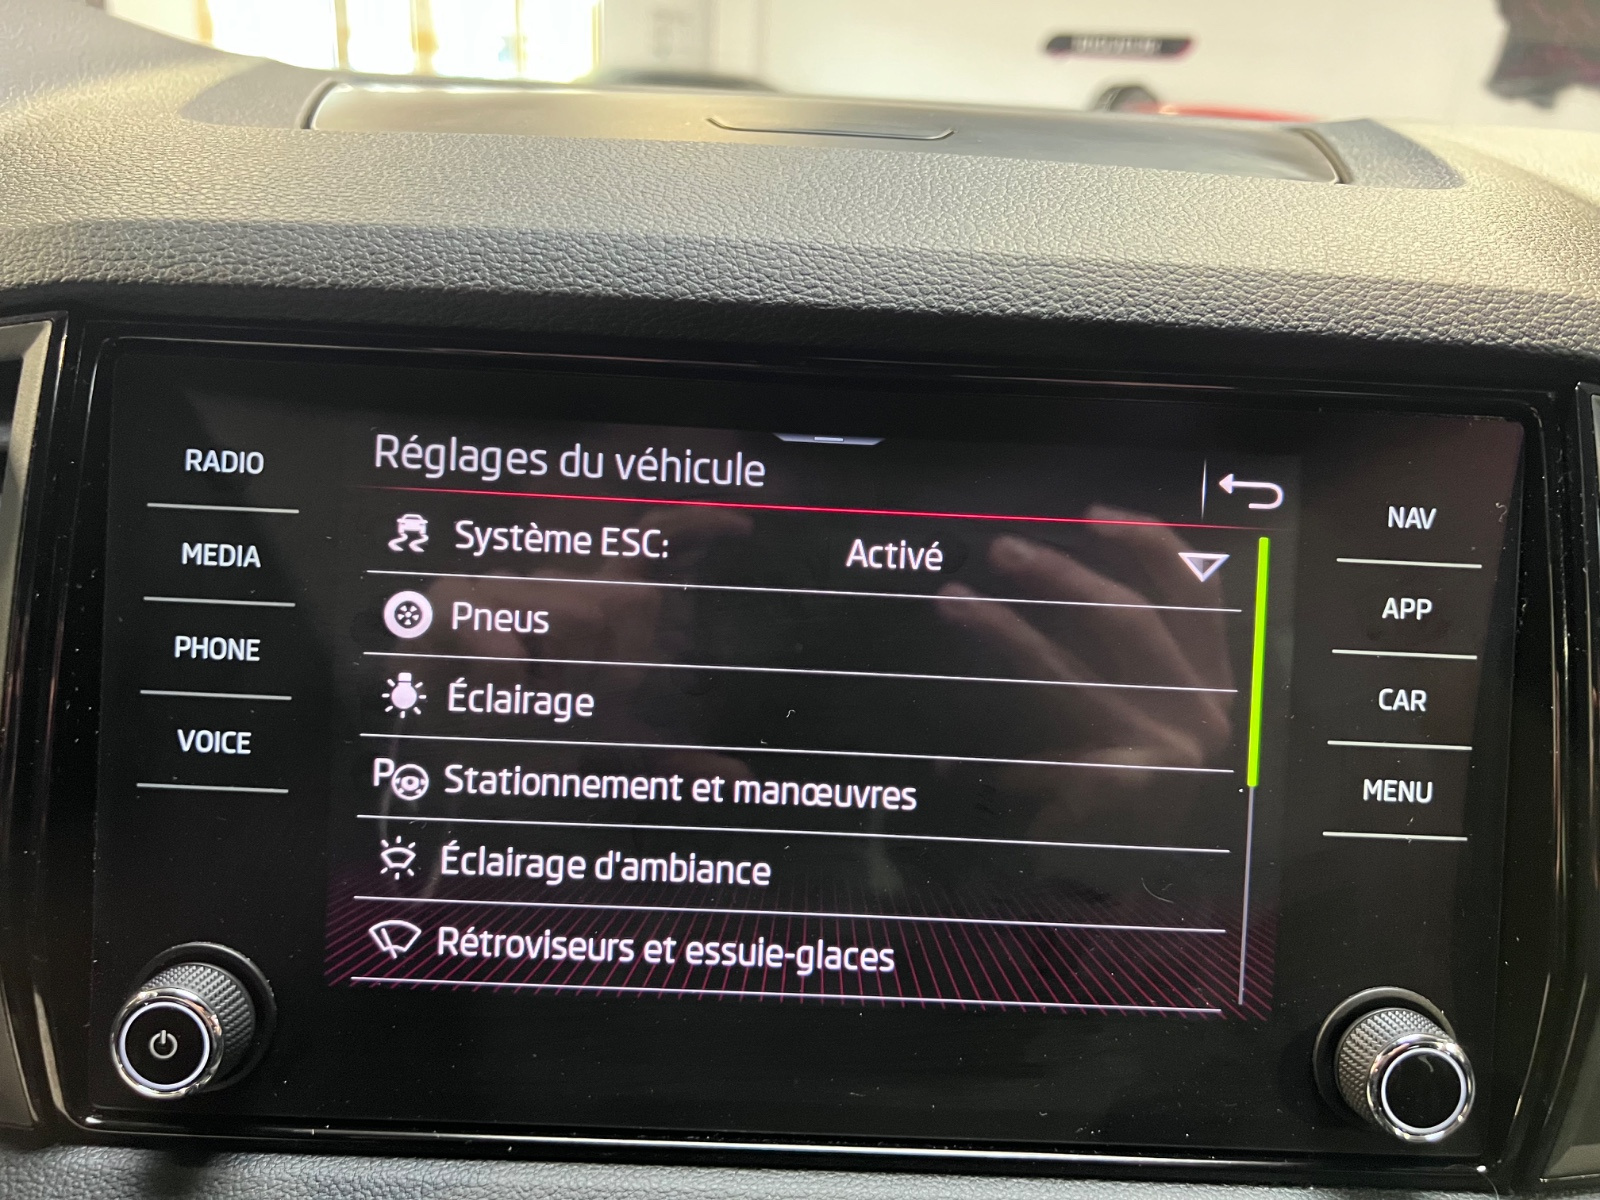 RADIO
MEDIA
PHONE
VOICE
Réglages du véhicule
Système ESC: Activé
Pneus
Éclairage
P Stationnement et manœuvres
Éclairage d'ambiance
Rétroviseurs et essuie-glaces
NAV
APP
CAR
MENU